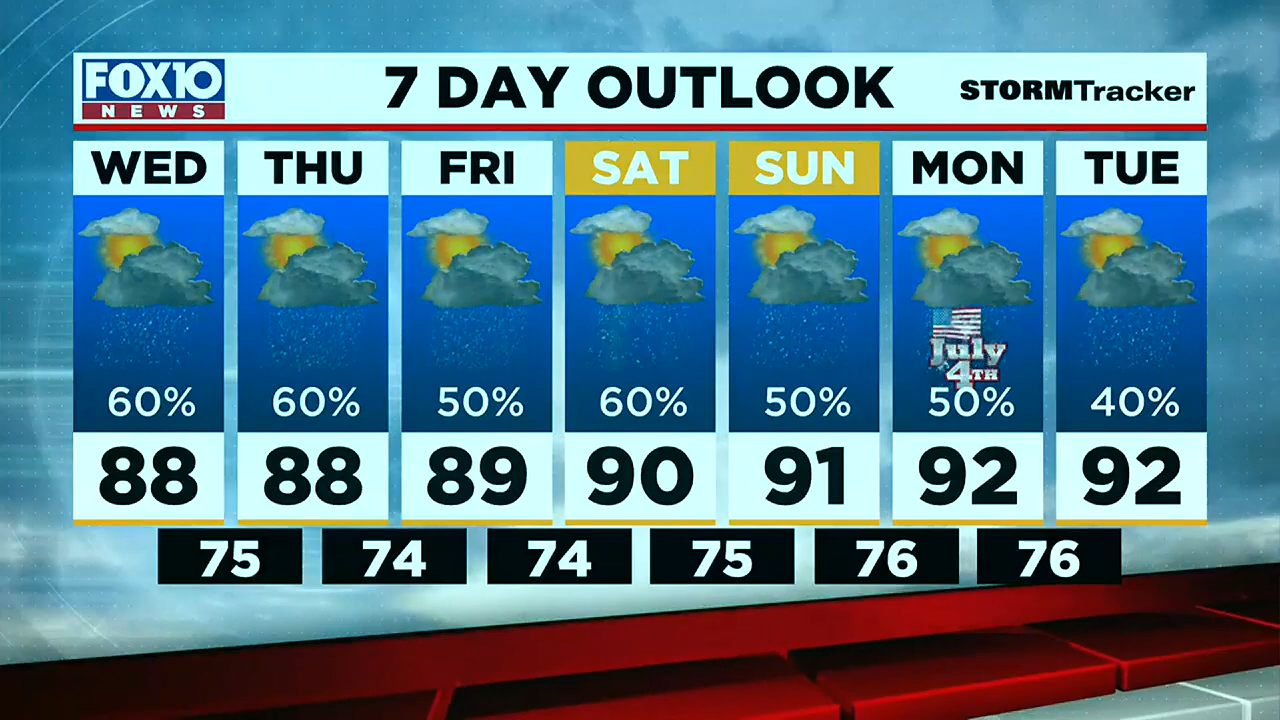 FOX10
NEWS
7 DAY OUTLOOK
STORMTracker
WED THU FRI SAT SUN MON TUE
July
4TH
60% 60% 50% 60% 50% 50% 40%
88 88 89 90 91 92 92
75 74 74 75 76 76